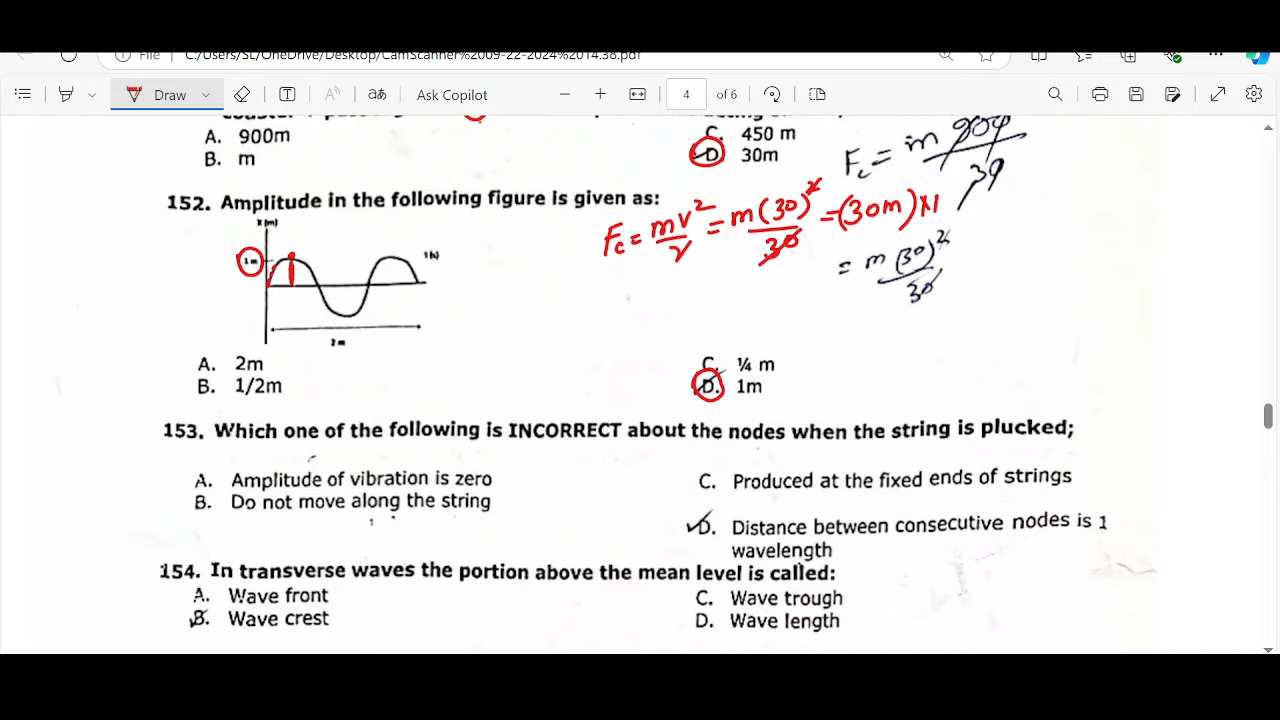 File C:/Users/SL/OneDrive/Desktop/CamScanner%2009-22-2024%2014.38.pdf
Draw aあ Ask Copilot 4 of 6
A. 900m
C. 450 m
B. m
D. 30m
Fc = m 900/30
152. Amplitude in the following figure is given as:
Fc = mv²/r = m(30)²/30 = (30m)×1
= m(30)²/30
X(m)
1 m
t(s)
2 m
A. 2m
C. ¼ m
B. 1/2m
D. 1m
153. Which one of the following is INCORRECT about the nodes when the string is plucked;
A. Amplitude of vibration is zero
C. Produced at the fixed ends of strings
B. Do not move along the string
D. Distance between consecutive nodes is 1
wavelength
154. In transverse waves the portion above the mean level is called:
A. Wave front
C. Wave trough
B. Wave crest
D. Wave length